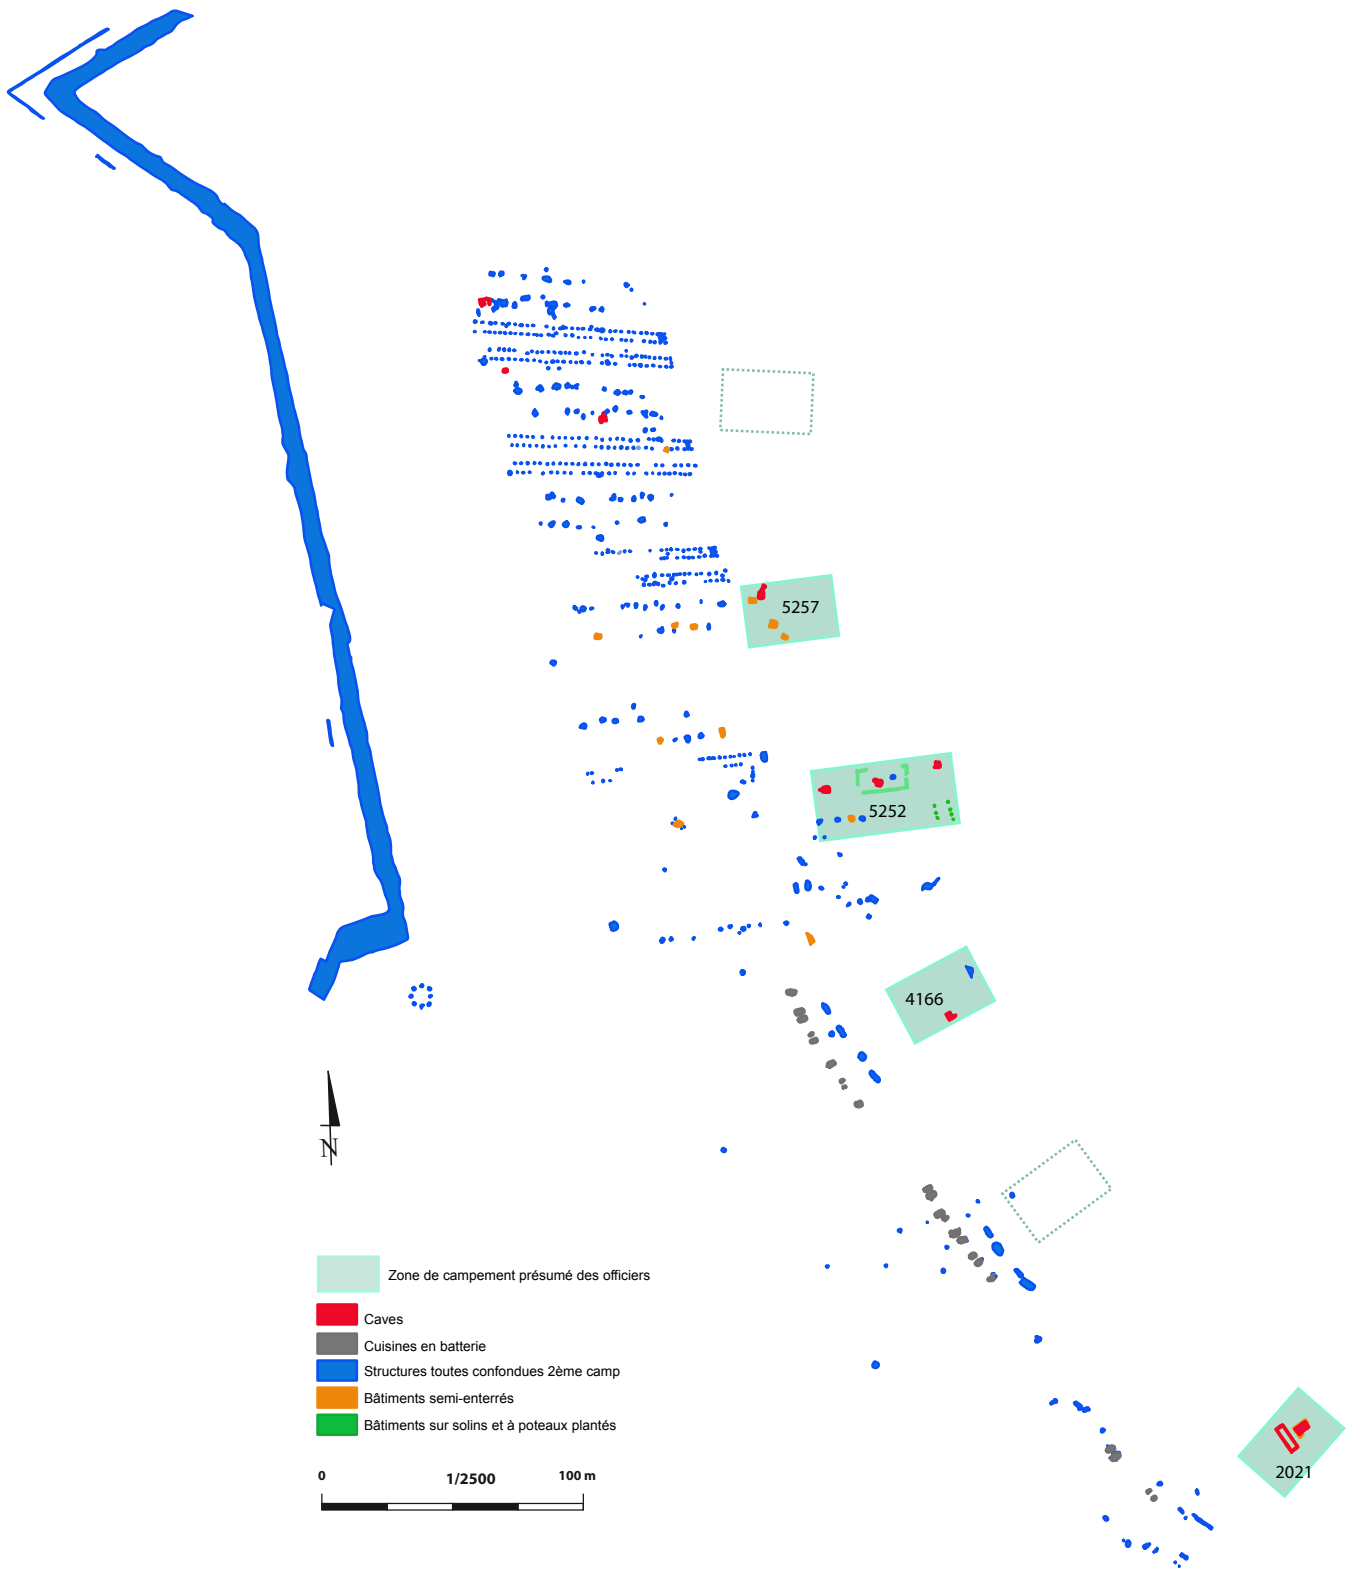 5257
5252
4166
N
Zone de campement présumé des officiers
Caves
Cuisines en batterie
Structures toutes confondues 2ème camp
Bâtiments semi-enterrés
Bâtiments sur solins et à poteaux plantés
2021
0 1/2500 100 m